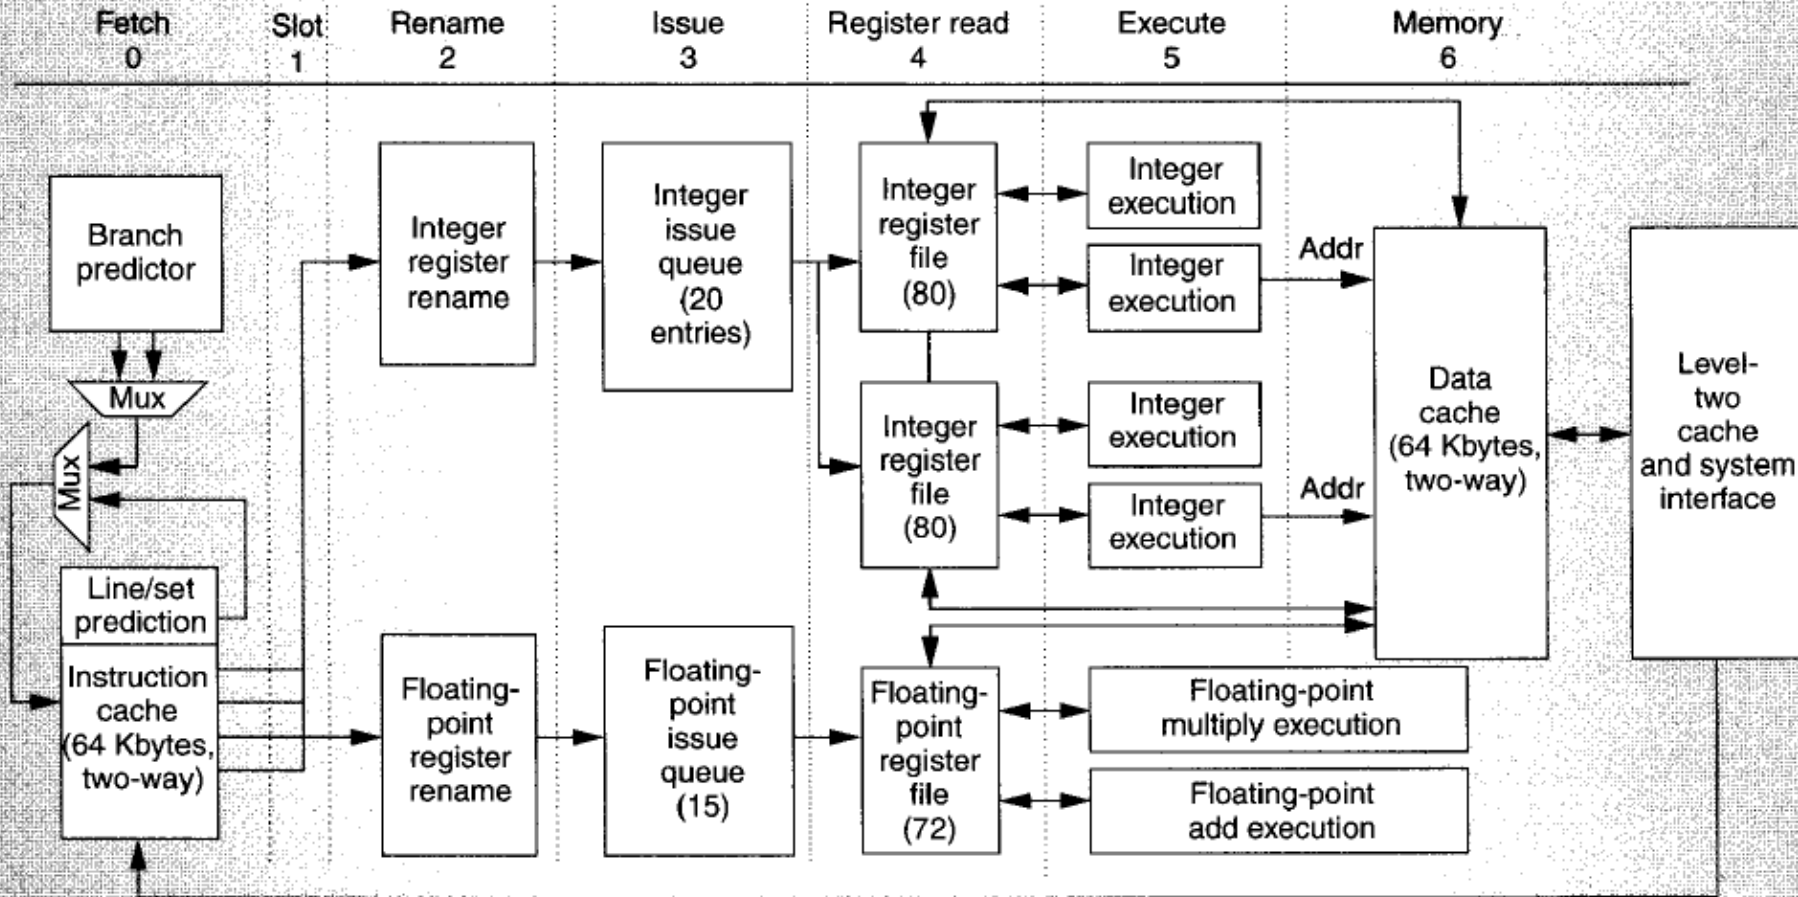 Fetch
0
Slot
1
Rename
2
Issue
3
Register read
4
Execute
5
Memory
6
Branch
predictor
Mux
Mux
Line/set
prediction
Instruction
cache
(64 Kbytes,
two-way)
Integer
register
rename
Floating-
point
register
rename
Integer
issue
queue
(20
entries)
Floating-
point
issue
queue
(15)
Integer
register
file
(80)
Integer
register
file
(80)
Floating-
point
register
file
(72)
Integer
execution
Integer
execution
Integer
execution
Integer
execution
Floating-point
multiply execution
Floating-point
add execution
Addr
Addr
Data
cache
(64 Kbytes,
two-way)
Level-
two
cache
and system
interface